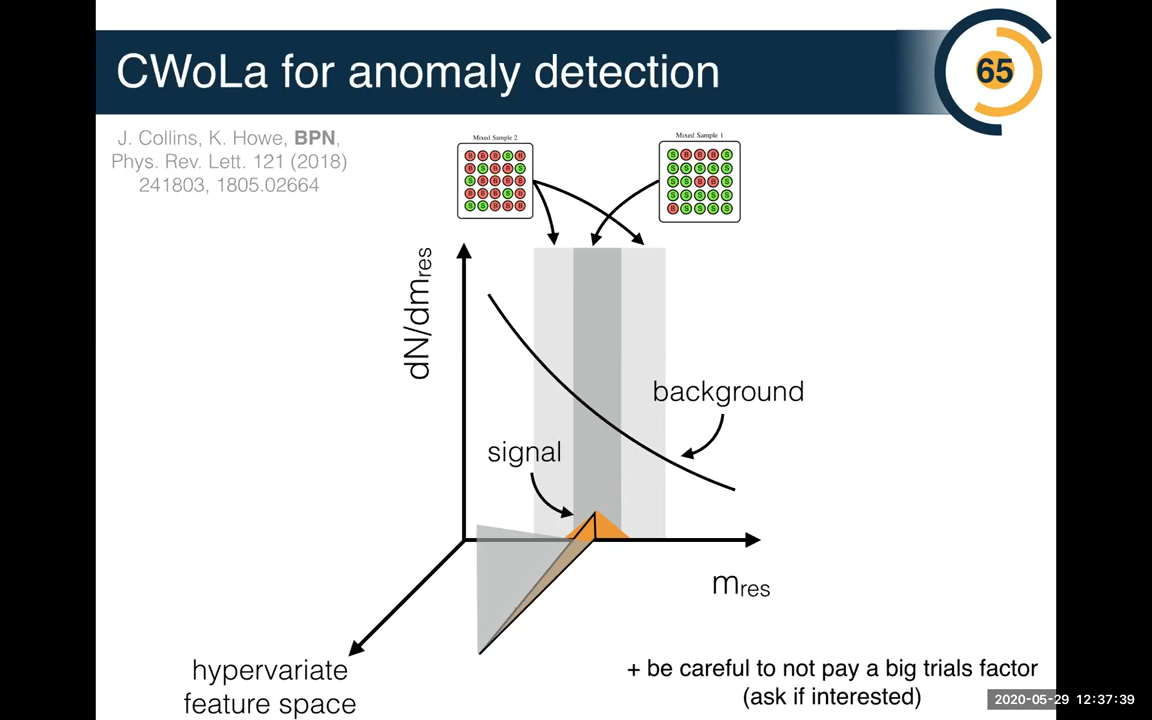 CWoLa for anomaly detection
65
J. Collins, K. Howe, BPN,
Phys. Rev. Lett. 121 (2018)
241803, 1805.02664
Mixed Sample 2
B B B S B
B S B B S
S B B B B
B B S S B
S S B B B
Mixed Sample 1
S B B B S
S S S S S
S S B B S
S S S S S
B S S S S
dN/dmres
background
signal
mres
hypervariate
feature space
+ be careful to not pay a big trials factor
(ask if interested)
2020-05-29 12:37:39